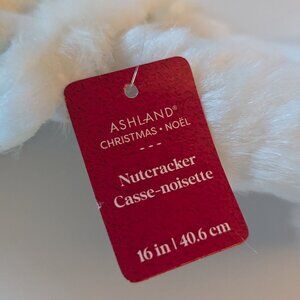 ASHLAND®
CHRISTMAS • NOËL
---
Nutcracker
Casse-noisette
16 in | 40.6 cm